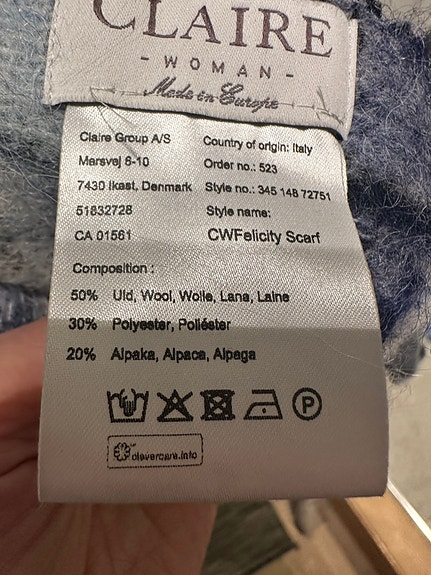 CLAIRE
- WOMAN -
Made in Europe
Claire Group A/S
Marsvej 6-10
7430 Ikast, Denmark
51832728
CA 01561
Country of origin: Italy
Order no.: 523
Style no.: 345 148 72751
Style name:
CWFelicity Scarf
Composition :
50% Uld, Wool, Wolle, Lana, Laine
30% Polyester, Poliéster
20% Alpaka, Alpaca, Alpaga
P
clevercare.info